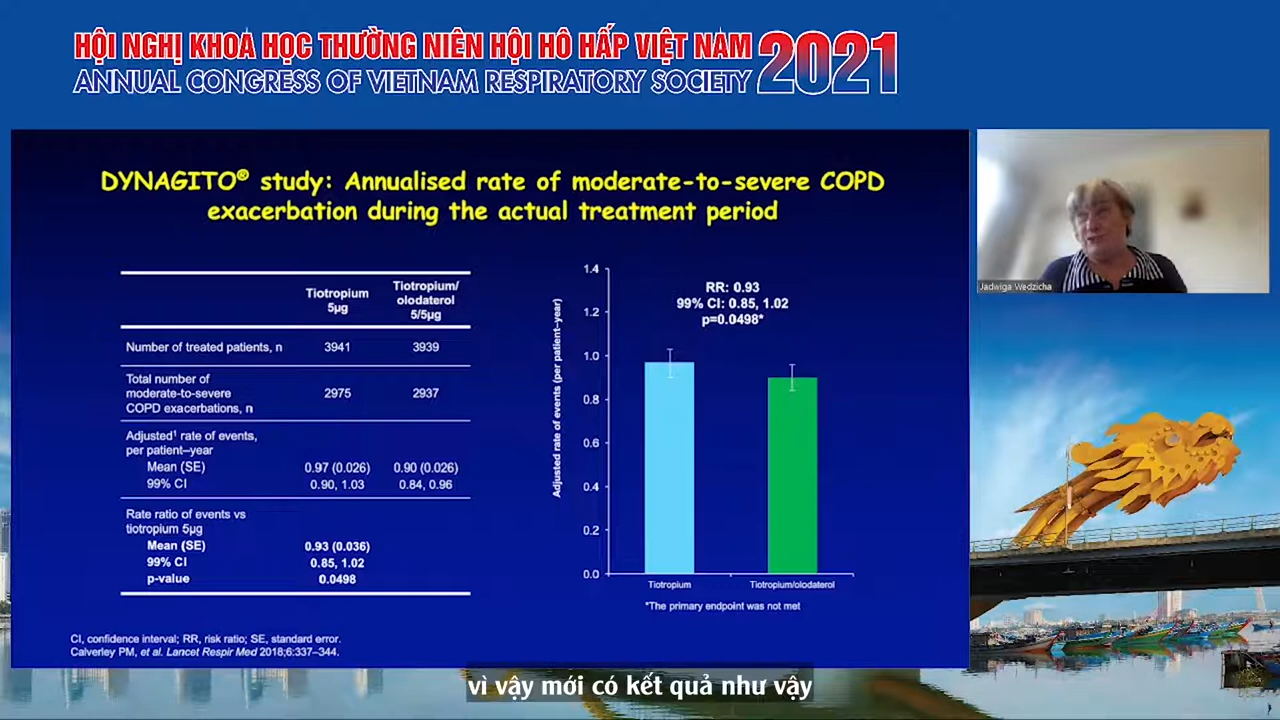 HỘI NGHỊ KHOA HỌC THƯỜNG NIÊN HỘI HÔ HẤP VIỆT NAM 2021
ANNUAL CONGRESS OF VIETNAM RESPIRATORY SOCIETY
DYNAGITO® study: Annualised rate of moderate-to-severe COPD
exacerbation during the actual treatment period
Tiotropium
5µg
Tiotropium/
olodaterol
5/5µg
Number of treated patients, n 3941 3939
Total number of
moderate-to-severe 2975 2937
COPD exacerbations, n
Adjusted¹ rate of events,
per patient–year
Mean (SE) 0.97 (0.026) 0.90 (0.026)
99% CI 0.90, 1.03 0.84, 0.96
Rate ratio of events vs
tiotropium 5µg
Mean (SE) 0.93 (0.036)
99% CI 0.85, 1.02
p-value 0.0498
Adjusted rate of events (per patient–year)
1.4
1.2
1.0
0.8
0.6
0.4
0.2
0.0
RR: 0.93
99% CI: 0.85, 1.02
p=0.0498*
Tiotropium Tiotropium/olodaterol
*The primary endpoint was not met
CI, confidence interval; RR, risk ratio; SE, standard error.
Calverley PM, et al. Lancet Respir Med 2018;6:337–344.
Jadwiga Wedzicha
vì vậy mới có kết quả như vậy